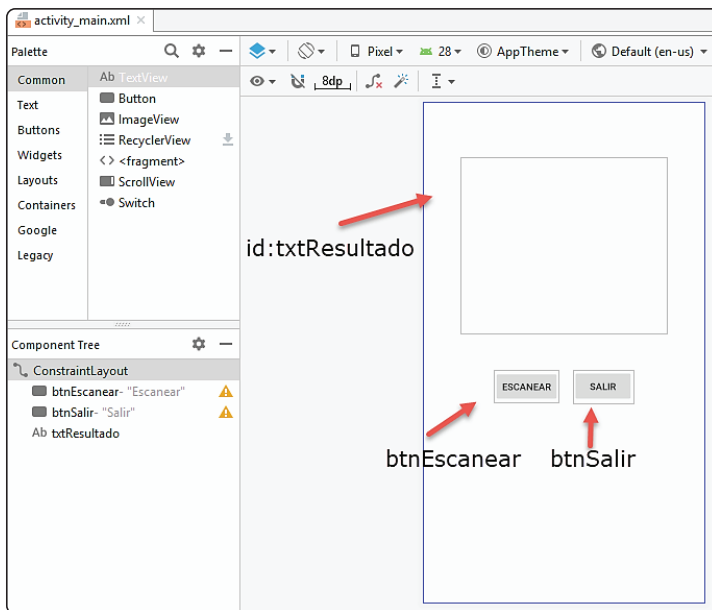 activity_main.xml ×
Palette
Pixel 28 AppTheme Default (en-us)
8dp
Common
Text
Buttons
Widgets
Layouts
Containers
Google
Legacy
Ab TextView
Button
ImageView
RecyclerView
<fragment>
ScrollView
Switch
id:txtResultado
ESCANEAR SALIR
btnEscanear btnSalir
Component Tree
ConstraintLayout
btnEscanear- "Escanear"
btnSalir- "Salir"
Ab txtResultado